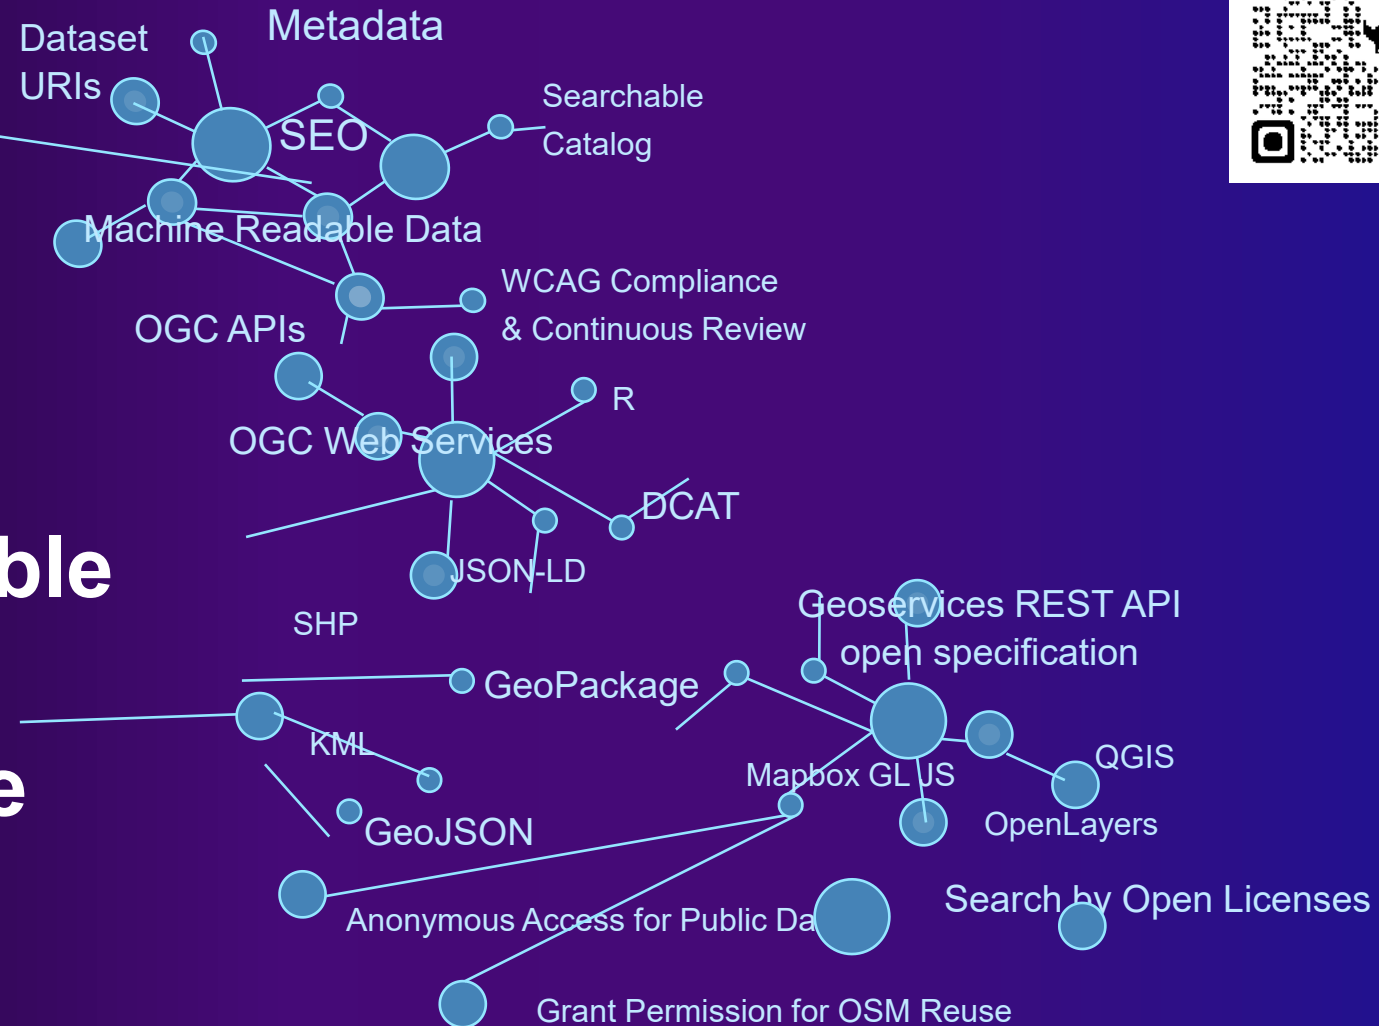 Metadata
Dataset
URIs
Searchable
Catalog
SEO
Machine Readable Data
WCAG Compliance
& Continuous Review
OGC APIs
R
OGC Web Services
DCAT
ble
JSON-LD
SHP
Geoservices REST API
open specification
GeoPackage
KML
QGIS
Mapbox GL JS
e
OpenLayers
GeoJSON
Search by Open Licenses
Anonymous Access for Public Da
Grant Permission for OSM Reuse